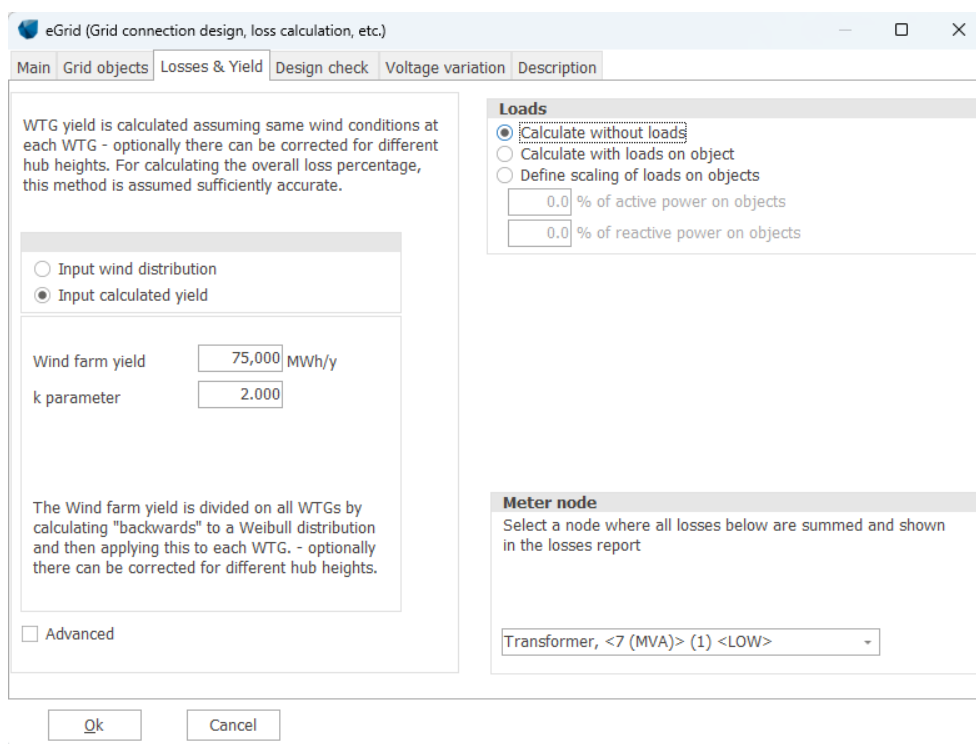 eGrid (Grid connection design, loss calculation, etc.)
Main Grid objects Losses & Yield Design check Voltage variation Description
WTG yield is calculated assuming same wind conditions at
each WTG - optionally there can be corrected for different
hub heights. For calculating the overall loss percentage,
this method is assumed sufficiently accurate.
Input wind distribution
Input calculated yield
Wind farm yield 75,000 MWh/y
k parameter 2.000
The Wind farm yield is divided on all WTGs by
calculating "backwards" to a Weibull distribution
and then applying this to each WTG. - optionally
there can be corrected for different hub heights.
Advanced
Loads
Calculate without loads
Calculate with loads on object
Define scaling of loads on objects
0.0 % of active power on objects
0.0 % of reactive power on objects
Meter node
Select a node where all losses below are summed and shown
in the losses report
Transformer, <7 (MVA)> (1) <LOW>
Ok Cancel